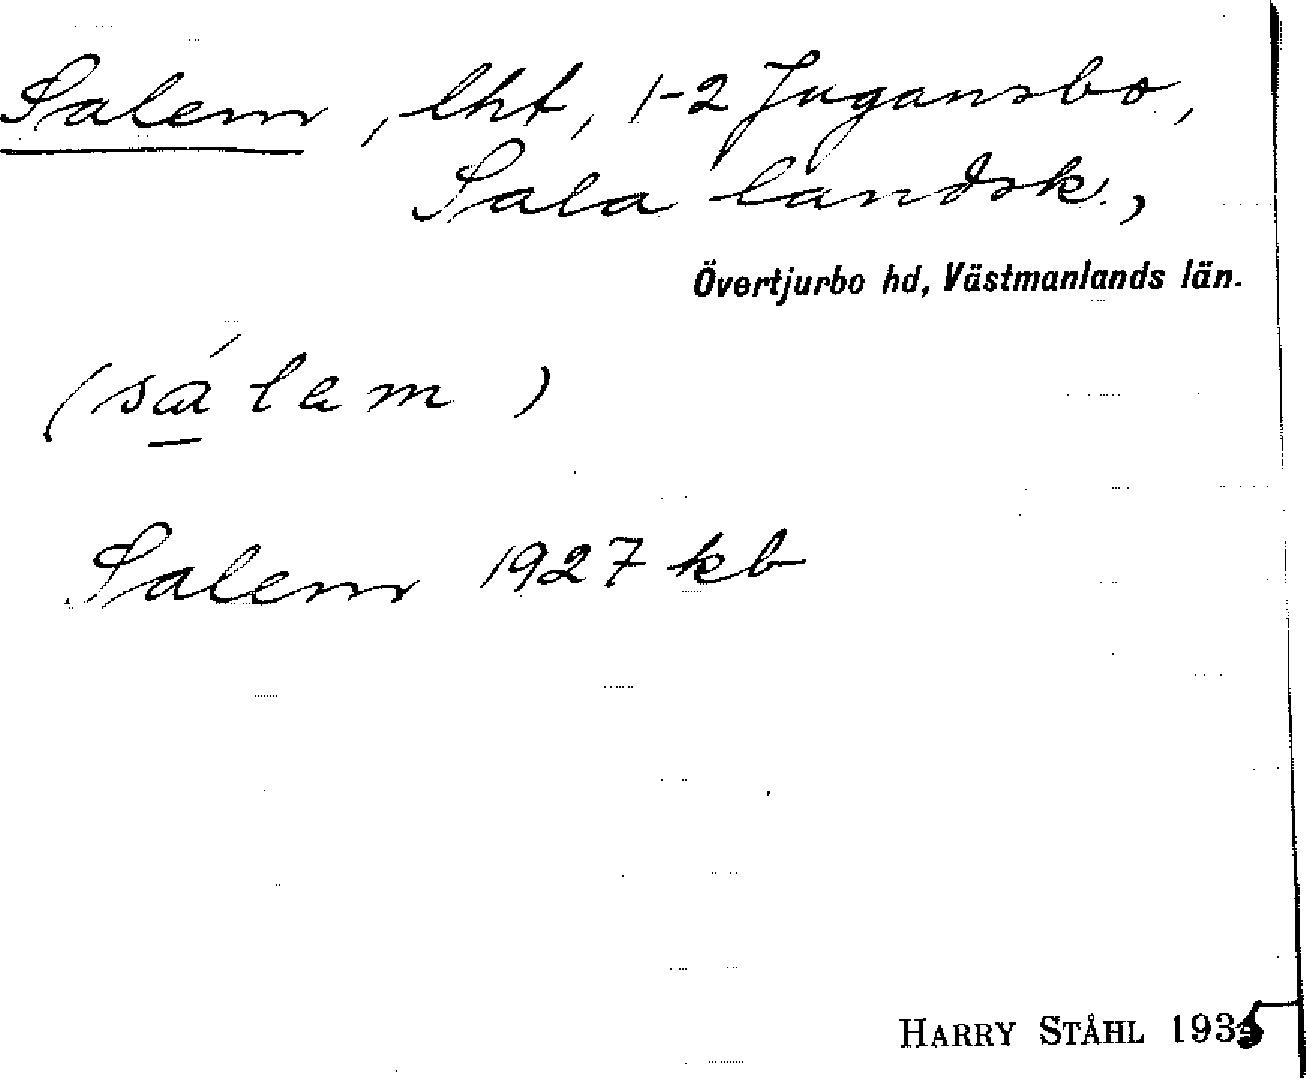 Salem, lht, 1-2 Jugansbo,
Sala landsk.,
Övertjurbo hd, Västmanlands län.
(sálem)
Salem 1927 kb
HARRY STÅHL 1935